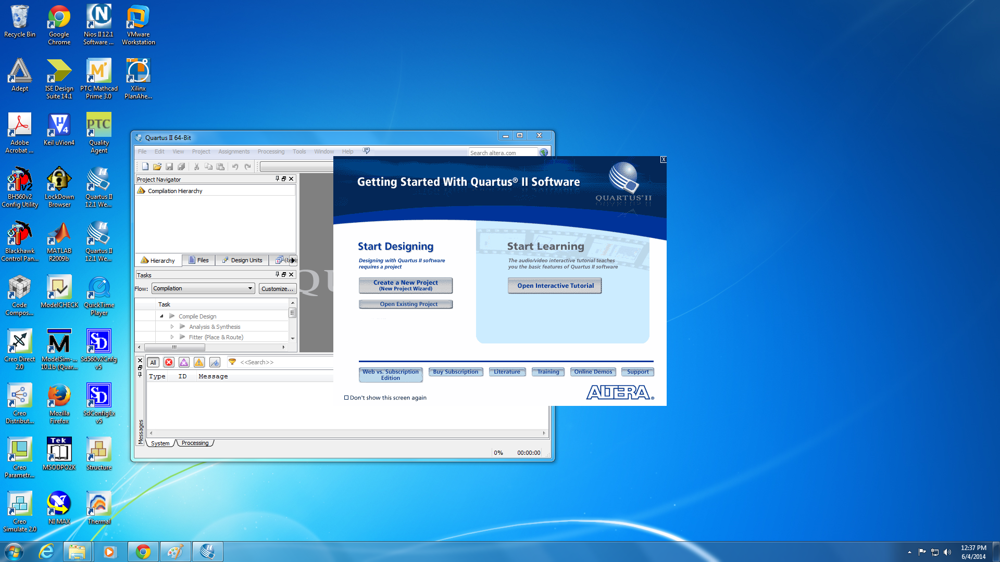 Recycle Bin
Google
Chrome
Nios II 12.1
Software ...
VMware
Workstation
Adept
ISE Design
Suite 14.1
PTC Mathcad
Prime 3.0
Xilinx
PlanAhe...
Adobe
Acrobat ...
Keil uVion4
PTC
Quality
Agent
BH560v2
Config Utility
LockDown
Browser
Quartus II
12.1 We...
Blackhawk
Control Pan...
MATLAB
R2009b
Quartus II
12.1 We...
Code
Compos...
ModelCHECK
QuickTime
Player
Creo Direct
2.0
ModelSim-...
10.1b (Quar...
Sd560v2Cnfg
v5
Creo
Distribut...
Mozilla
Firefox
SdConfigEx
v5
Creo
Parametr...
Tek
MSODPO2K
Structure
Creo
Simulate 2.0
NI MAX
Thermal
Quartus II 64-Bit
File Edit View Project Assignments Processing Tools Window Help
Search altera.com
Project Navigator
Compilation Hierarchy
Hierarchy Files Design Units
Tasks
Flow: Compilation Customize...
Task
Compile Design
Analysis & Synthesis
Fitter (Place & Route)
All <<Search>>
Type ID Message
Messages
System Processing
0% 00:00:00
Getting Started With Quartus® II Software
QUARTUS® II
Start Designing
Designing with Quartus II software
requires a project
Create a New Project
(New Project Wizard)
Open Existing Project
Start Learning
The audio/video interactive tutorial teaches
you the basic features of Quartus II software
Open Interactive Tutorial
Web vs. Subscription
Edition
Buy Subscription
Literature
Training
Online Demos
Support
Don't show this screen again
ALTERA®
12:37 PM
6/4/2014